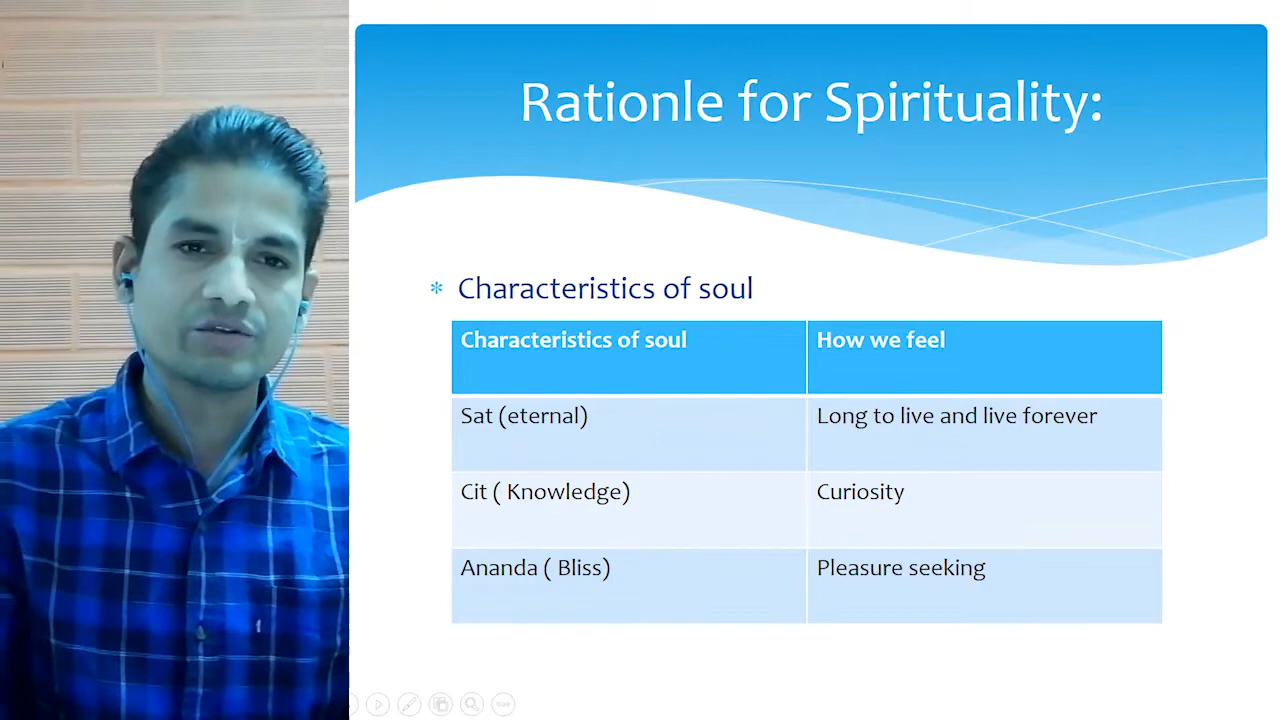 Rationle for Spirituality:
* Characteristics of soul
Characteristics of soul How we feel
Sat (eternal) Long to live and live forever
Cit ( Knowledge) Curiosity
Ananda ( Bliss) Pleasure seeking